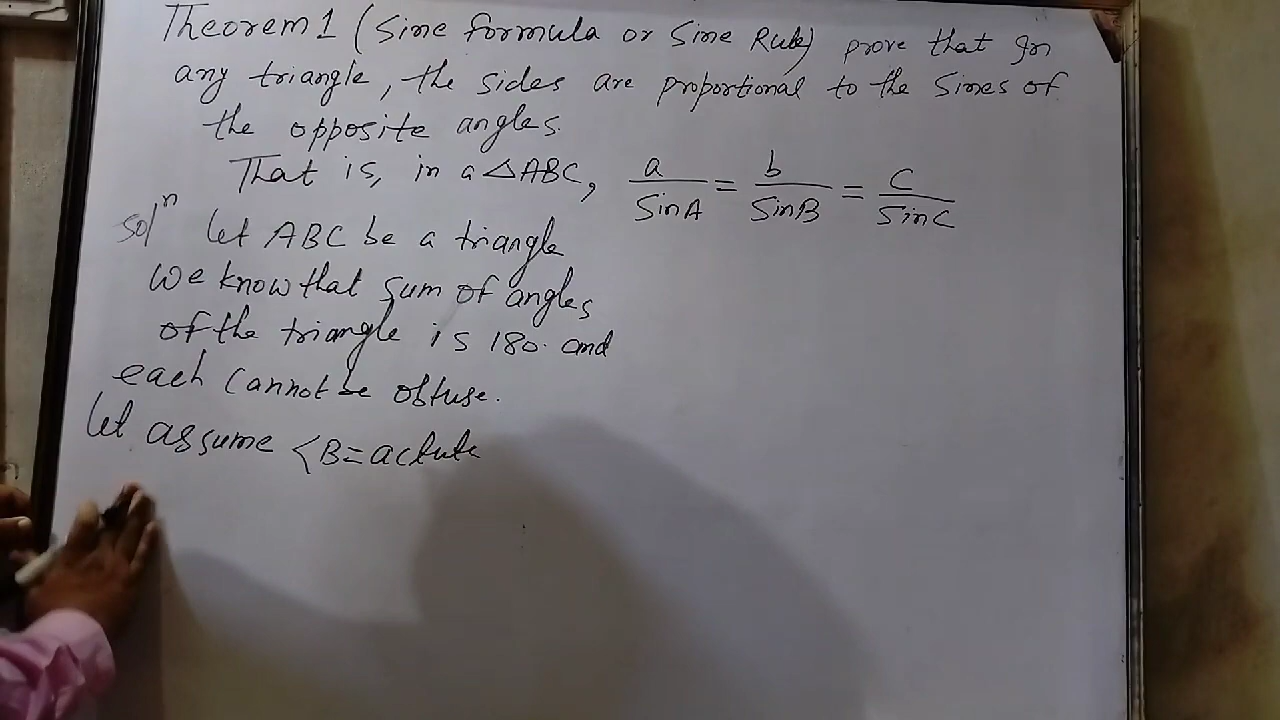 Theorem 1 (Sine formula or Sine Rule) prove that In
any triangle, the sides are proportional to the Sines of
the opposite angles.
That is, in a △ABC, a/SinA = b/SinB = c/SinC
Solⁿ let ABC be a triangle
we know that sum of angles
of the triangle is 180. and
each Cannot be obtuse.
let assume <B=actute